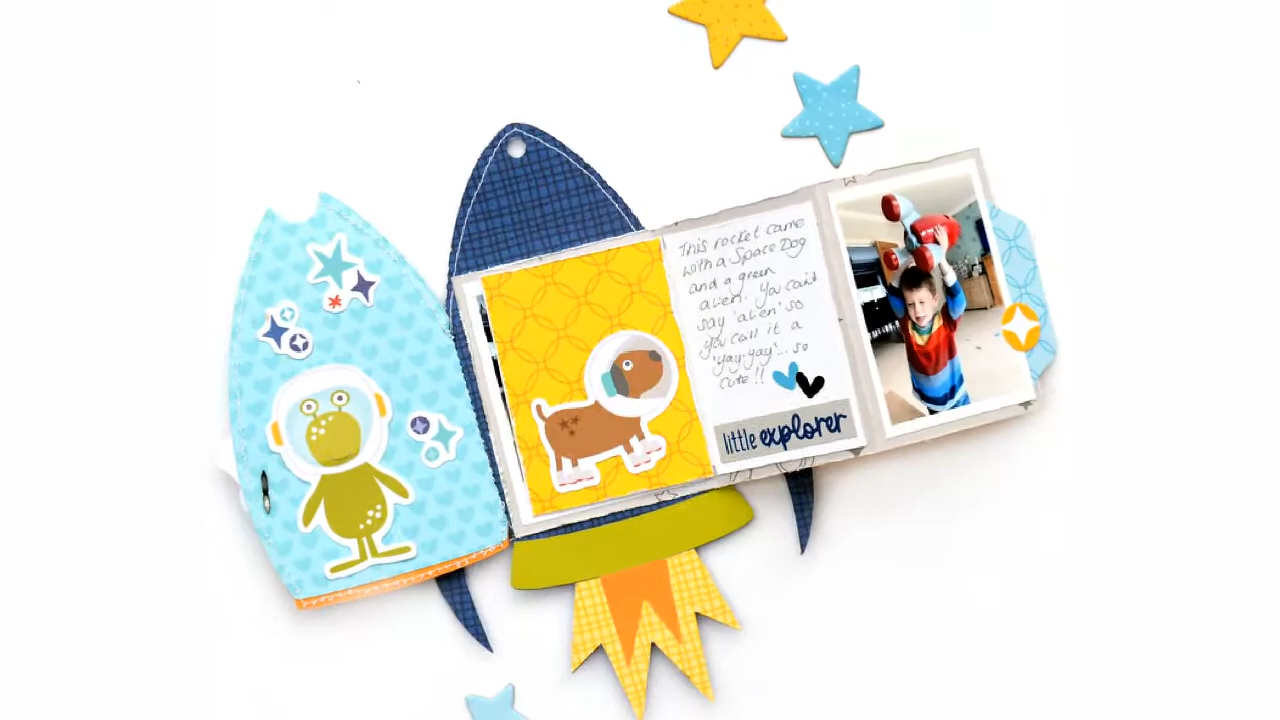 This rocket came
with a Space Dog
and a green
alien. You can't
say 'alien' so
you call it a
'yay-yay'... so
cute!!
little explorer